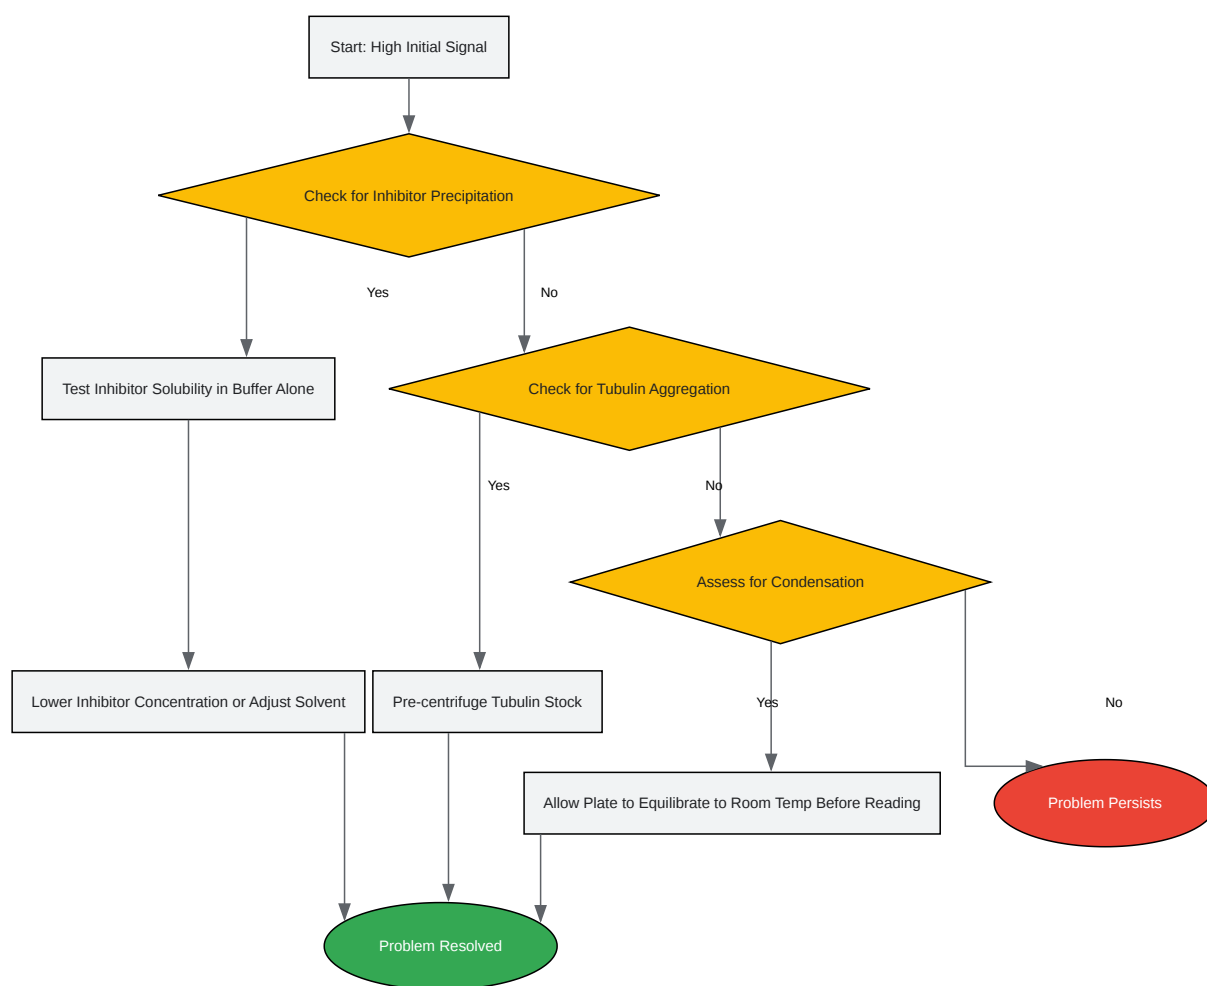 Start: High Initial Signal
Check for Inhibitor Precipitation
Yes
No
Test Inhibitor Solubility in Buffer Alone
Check for Tubulin Aggregation
Yes
No
Assess for Condensation
Lower Inhibitor Concentration or Adjust Solvent
Pre-centrifuge Tubulin Stock
Yes
No
Allow Plate to Equilibrate to Room Temp Before Reading
Problem Persists
Problem Resolved